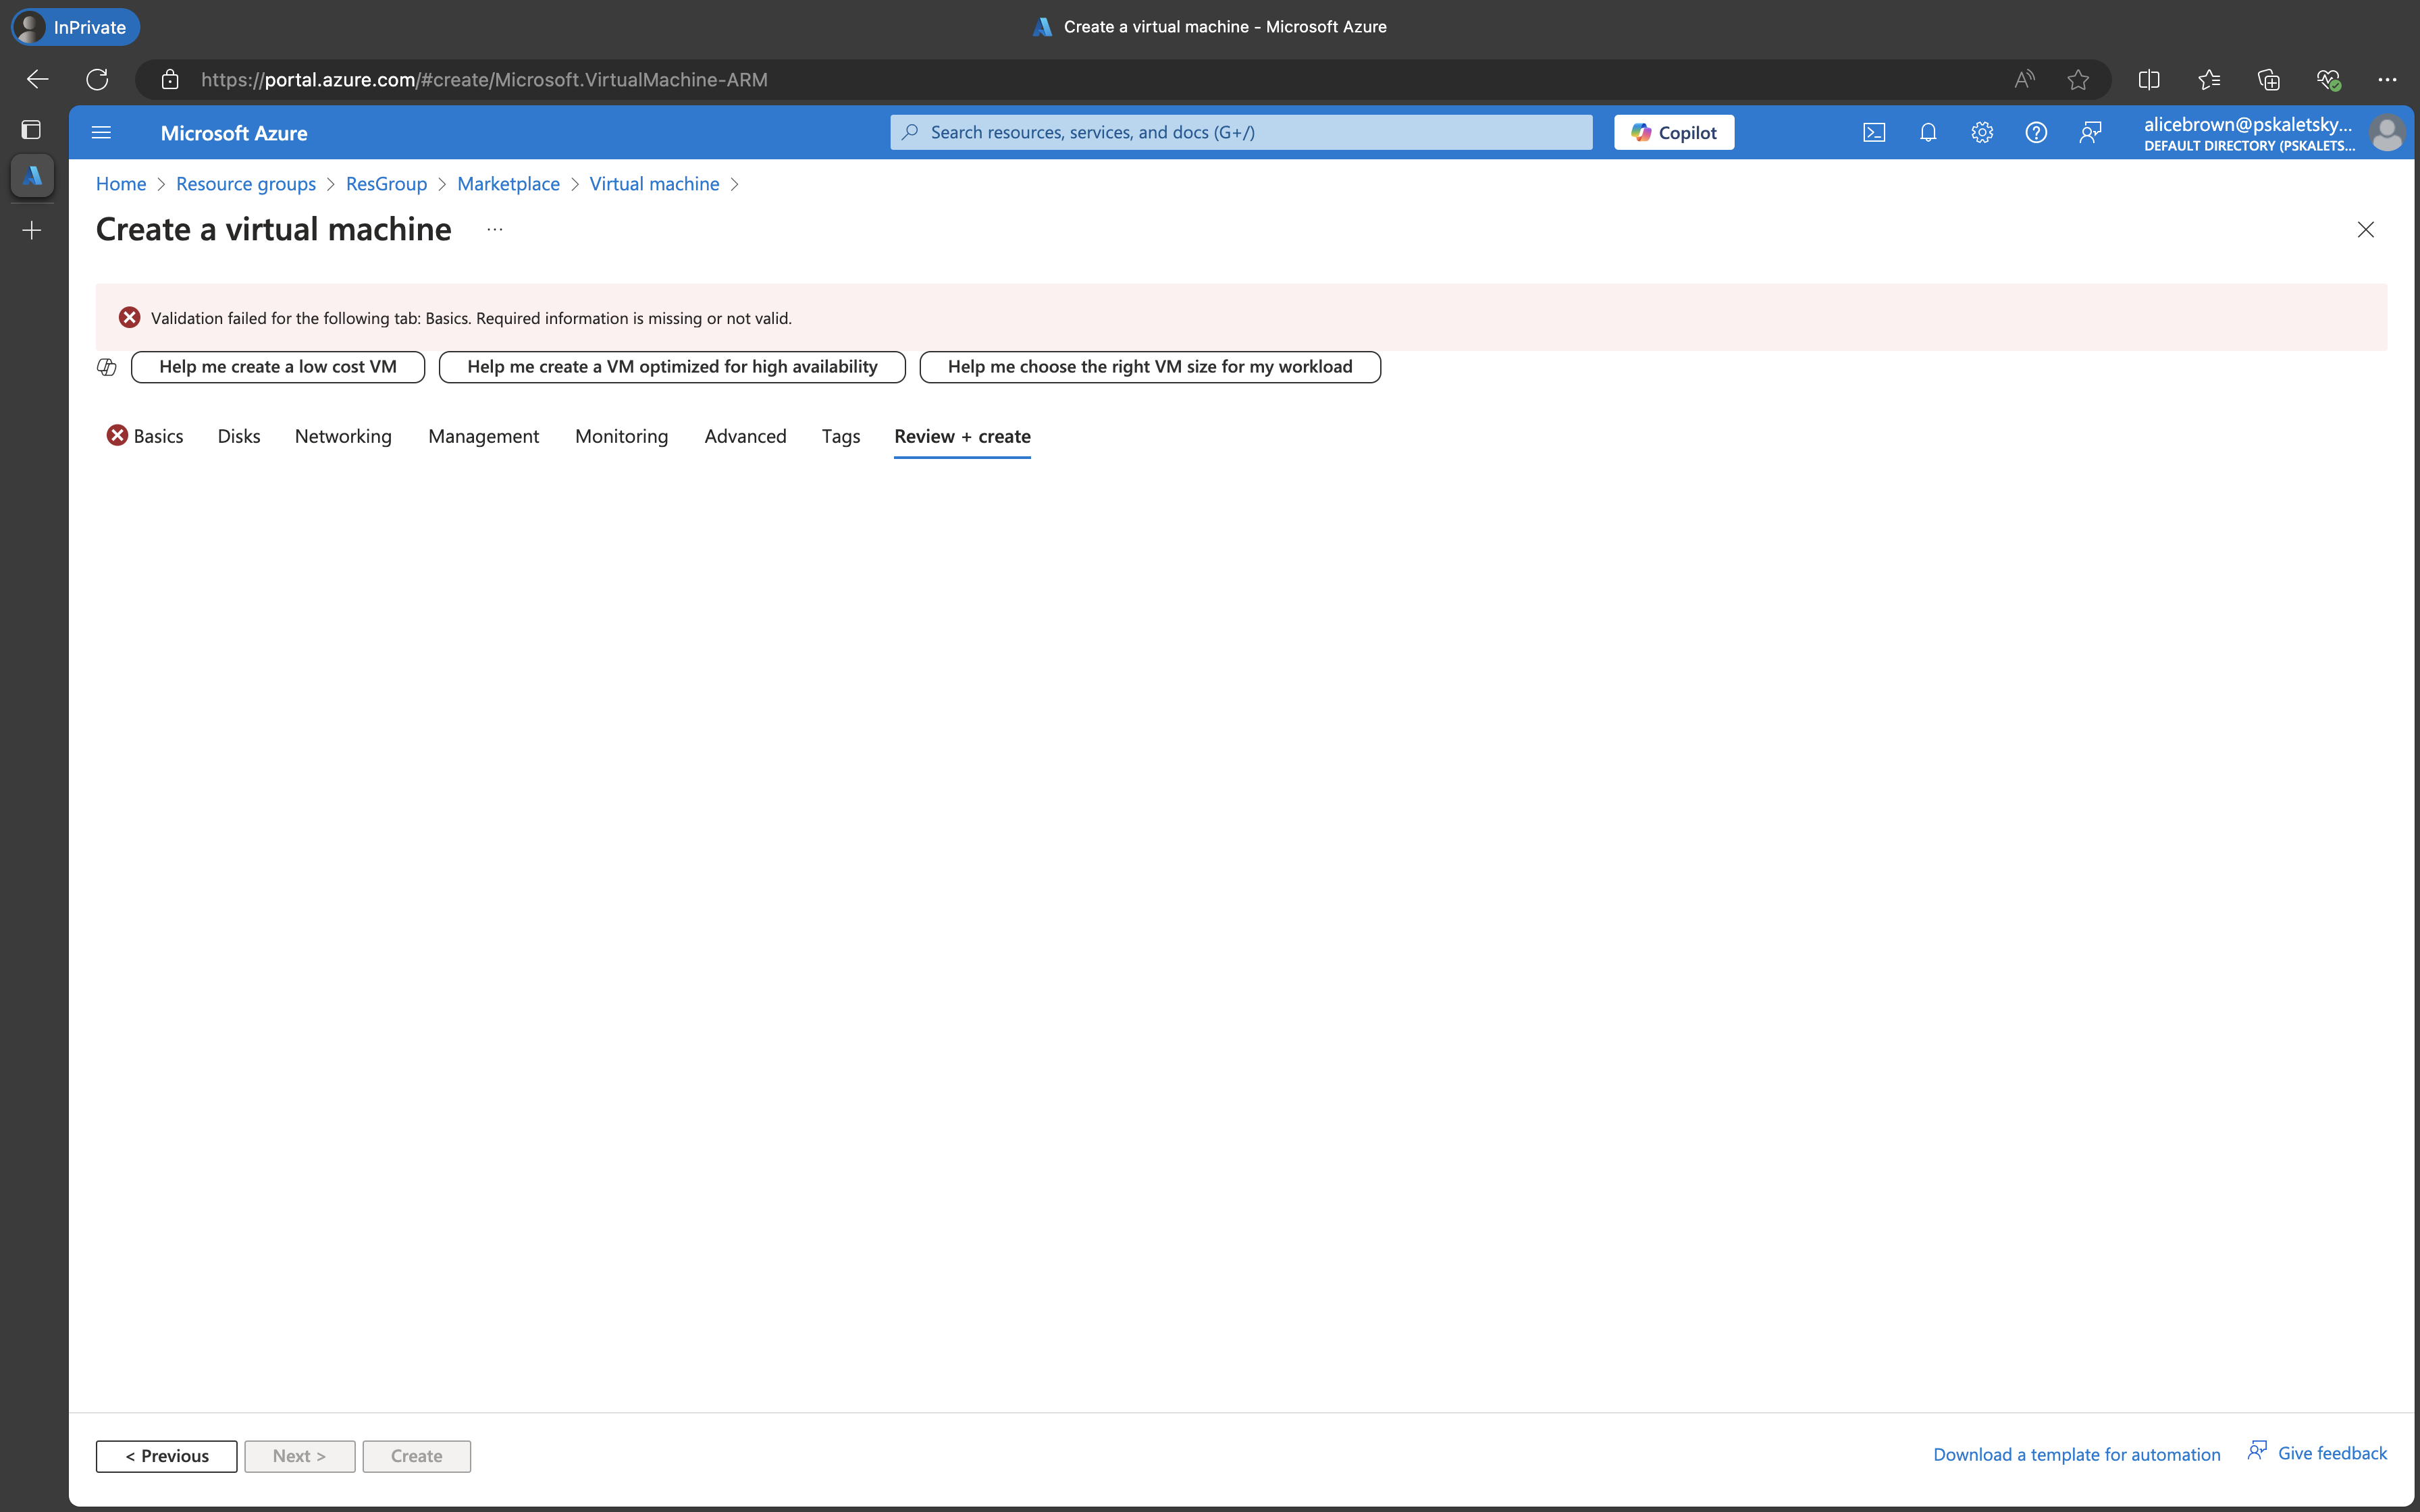 InPrivate
Create a virtual machine - Microsoft Azure
https://portal.azure.com/#create/Microsoft.VirtualMachine-ARM
Microsoft Azure
Search resources, services, and docs (G+/)
Copilot
alicebrown@pskaletsky...
DEFAULT DIRECTORY (PSKALETS...
Home > Resource groups > ResGroup > Marketplace > Virtual machine >
Create a virtual machine ...
Validation failed for the following tab: Basics. Required information is missing or not valid.
Help me create a low cost VM
Help me create a VM optimized for high availability
Help me choose the right VM size for my workload
Basics Disks Networking Management Monitoring Advanced Tags Review + create
< Previous
Next >
Create
Download a template for automation
Give feedback